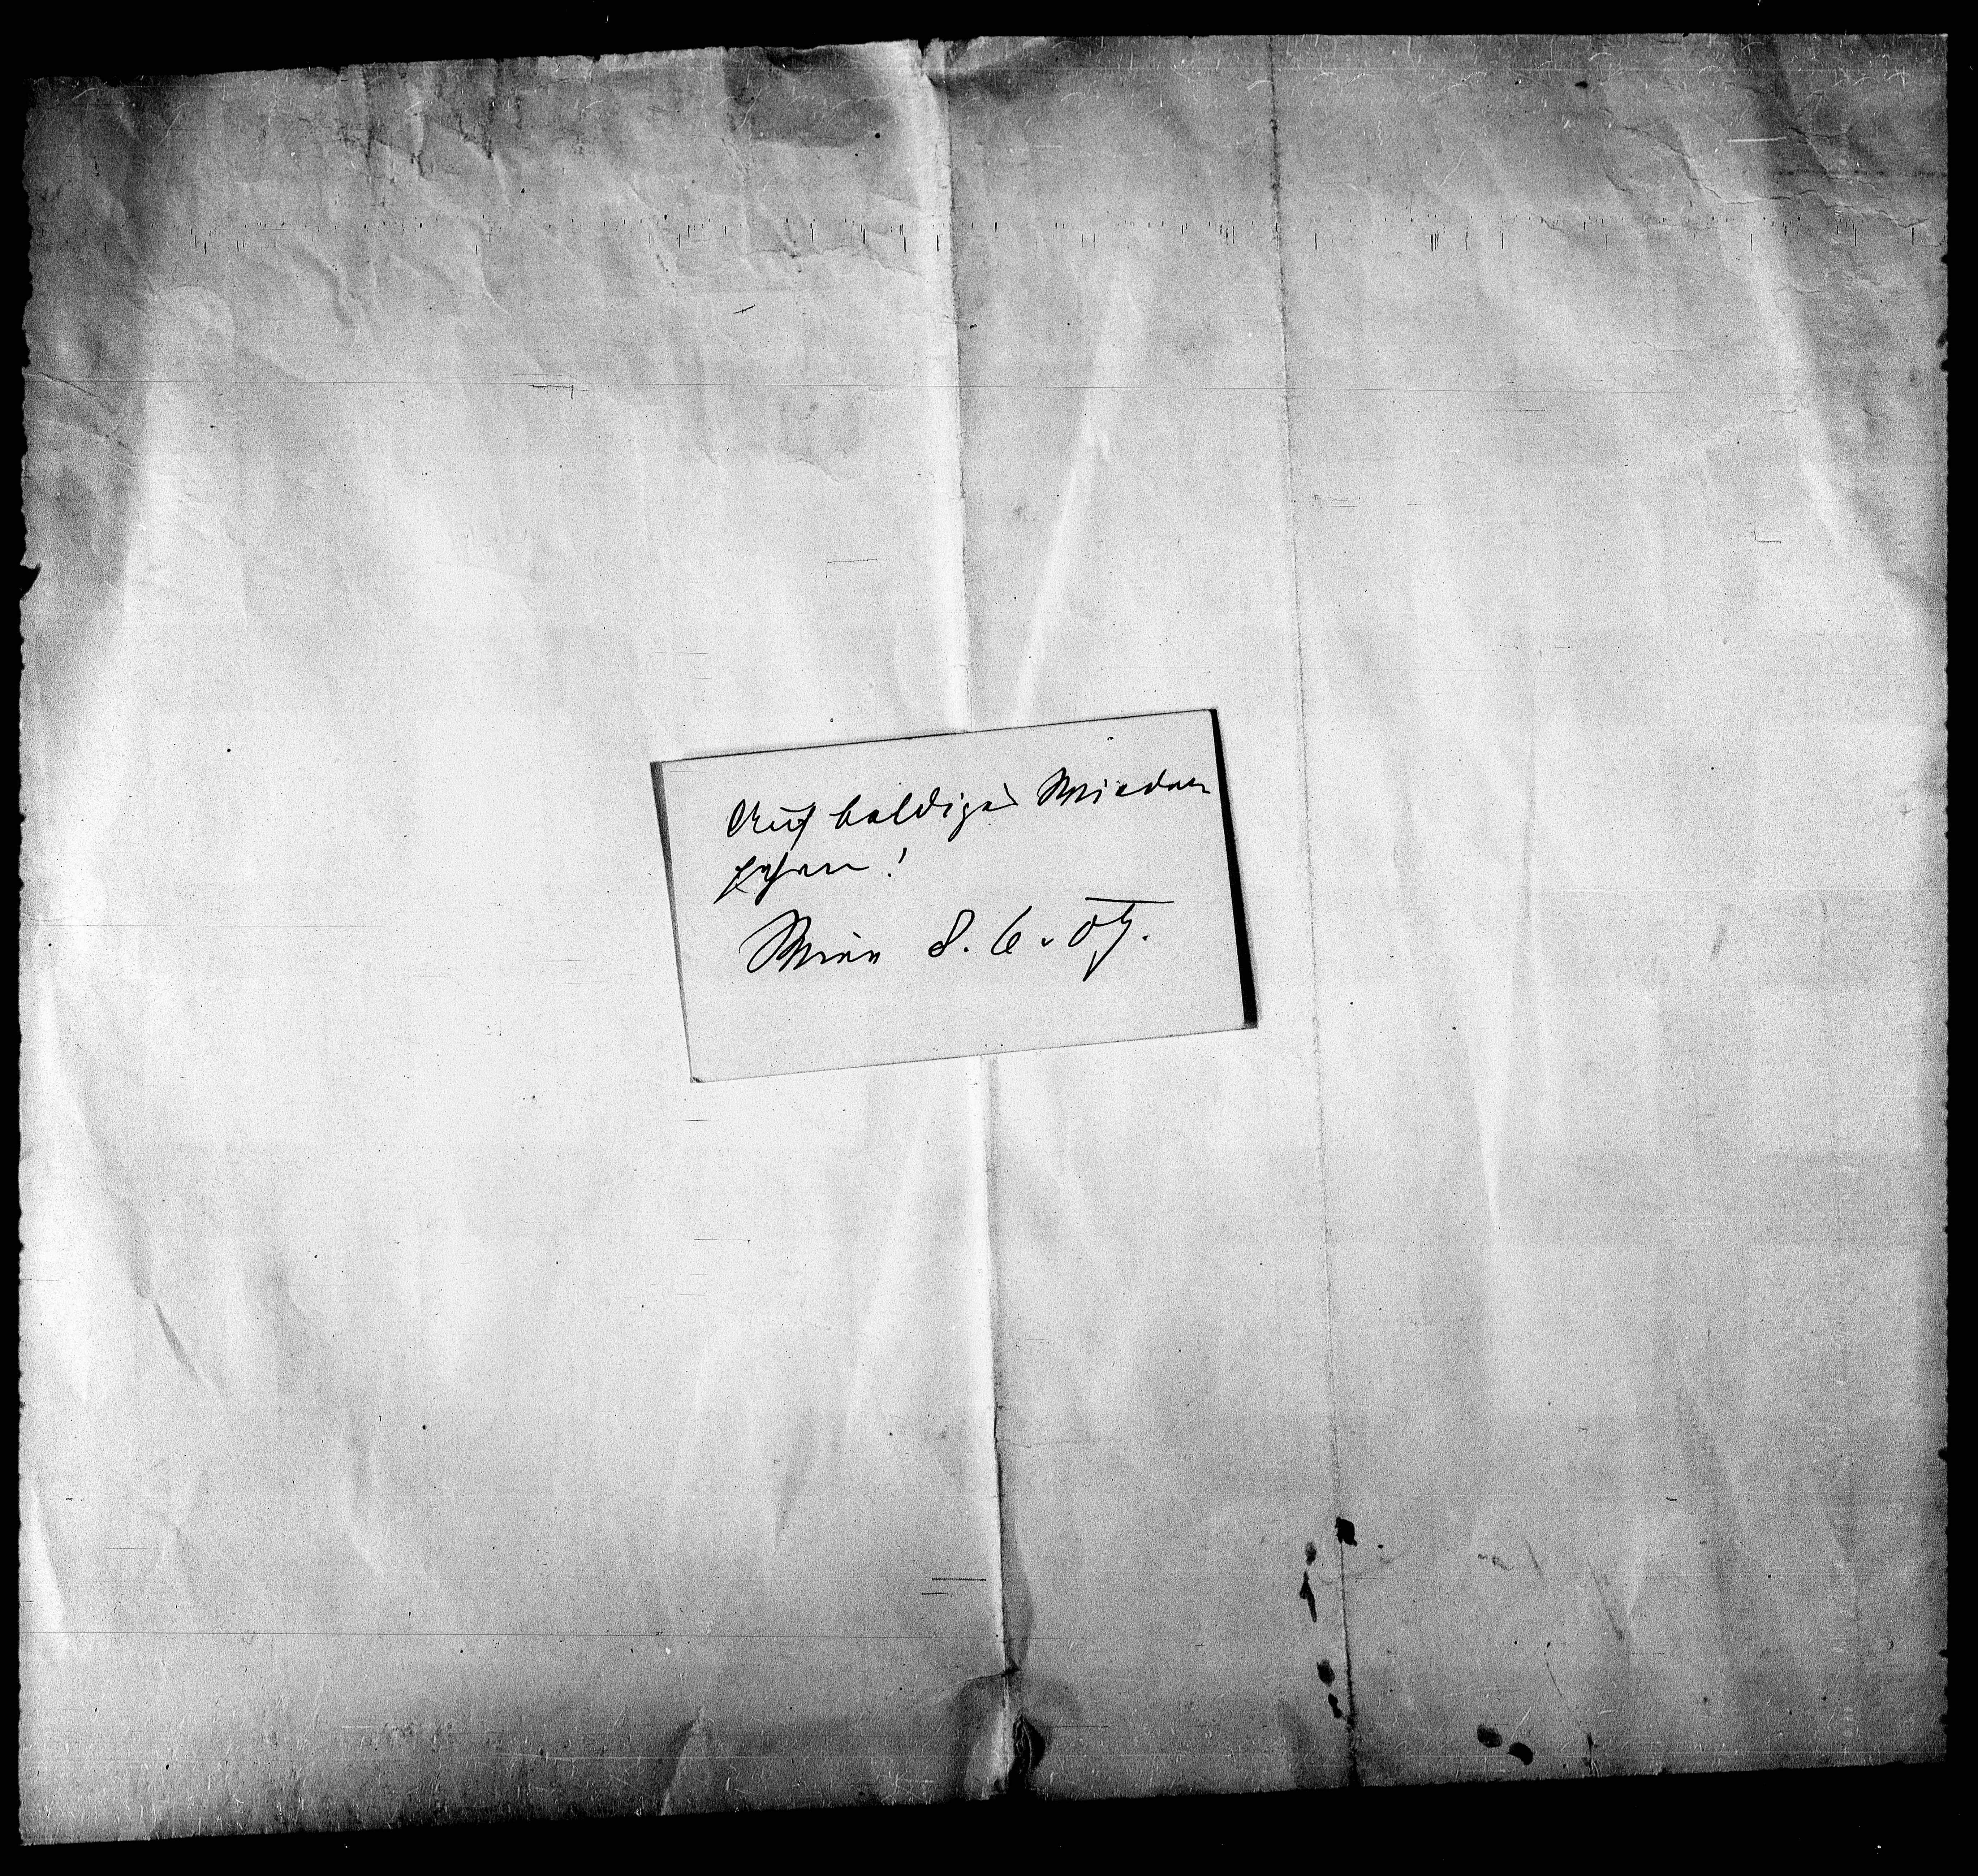 Auf baldiges Wieder
sehen!
Wien 8. 6. 07.